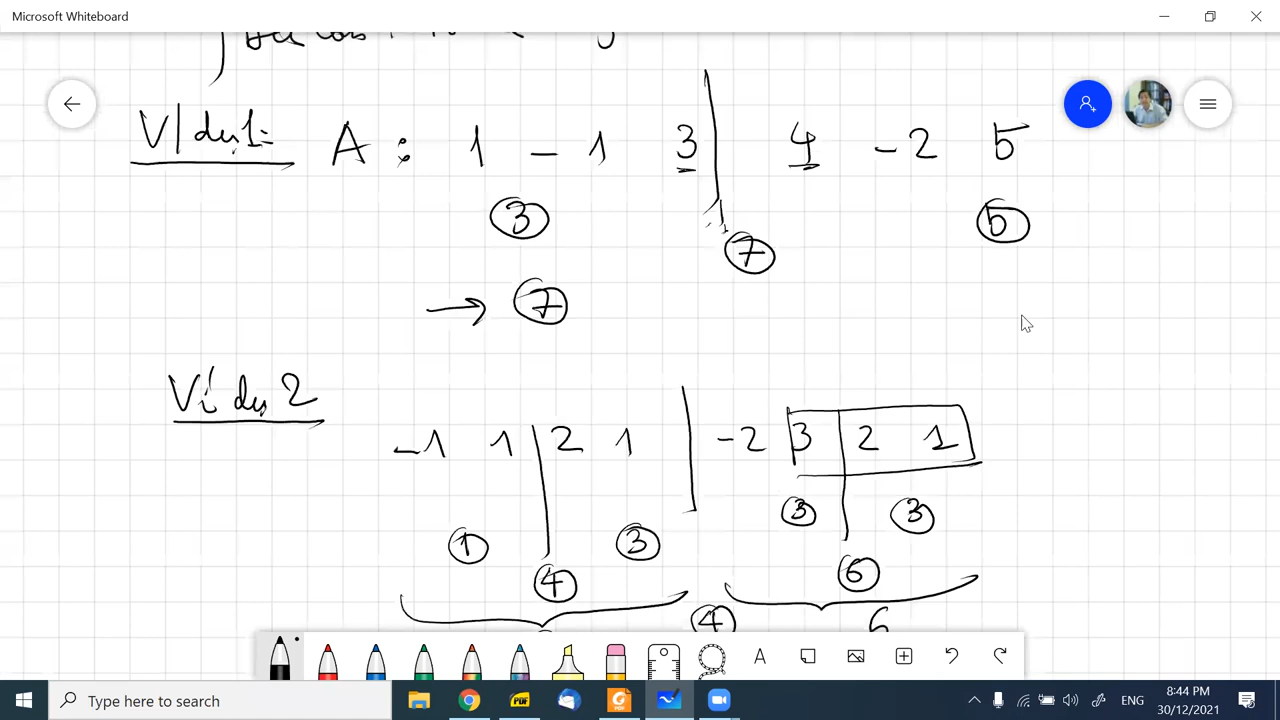 Microsoft Whiteboard
Ví dụ 1: A : 1 -1 3 4 -2 5
3 5
7
→ 7
Ví dụ 2
-1 1 2 1 -2 3 2 1
1 3 3 3
4 6
4 6
A
Type here to search
PDF
ENG
8:44 PM
30/12/2021